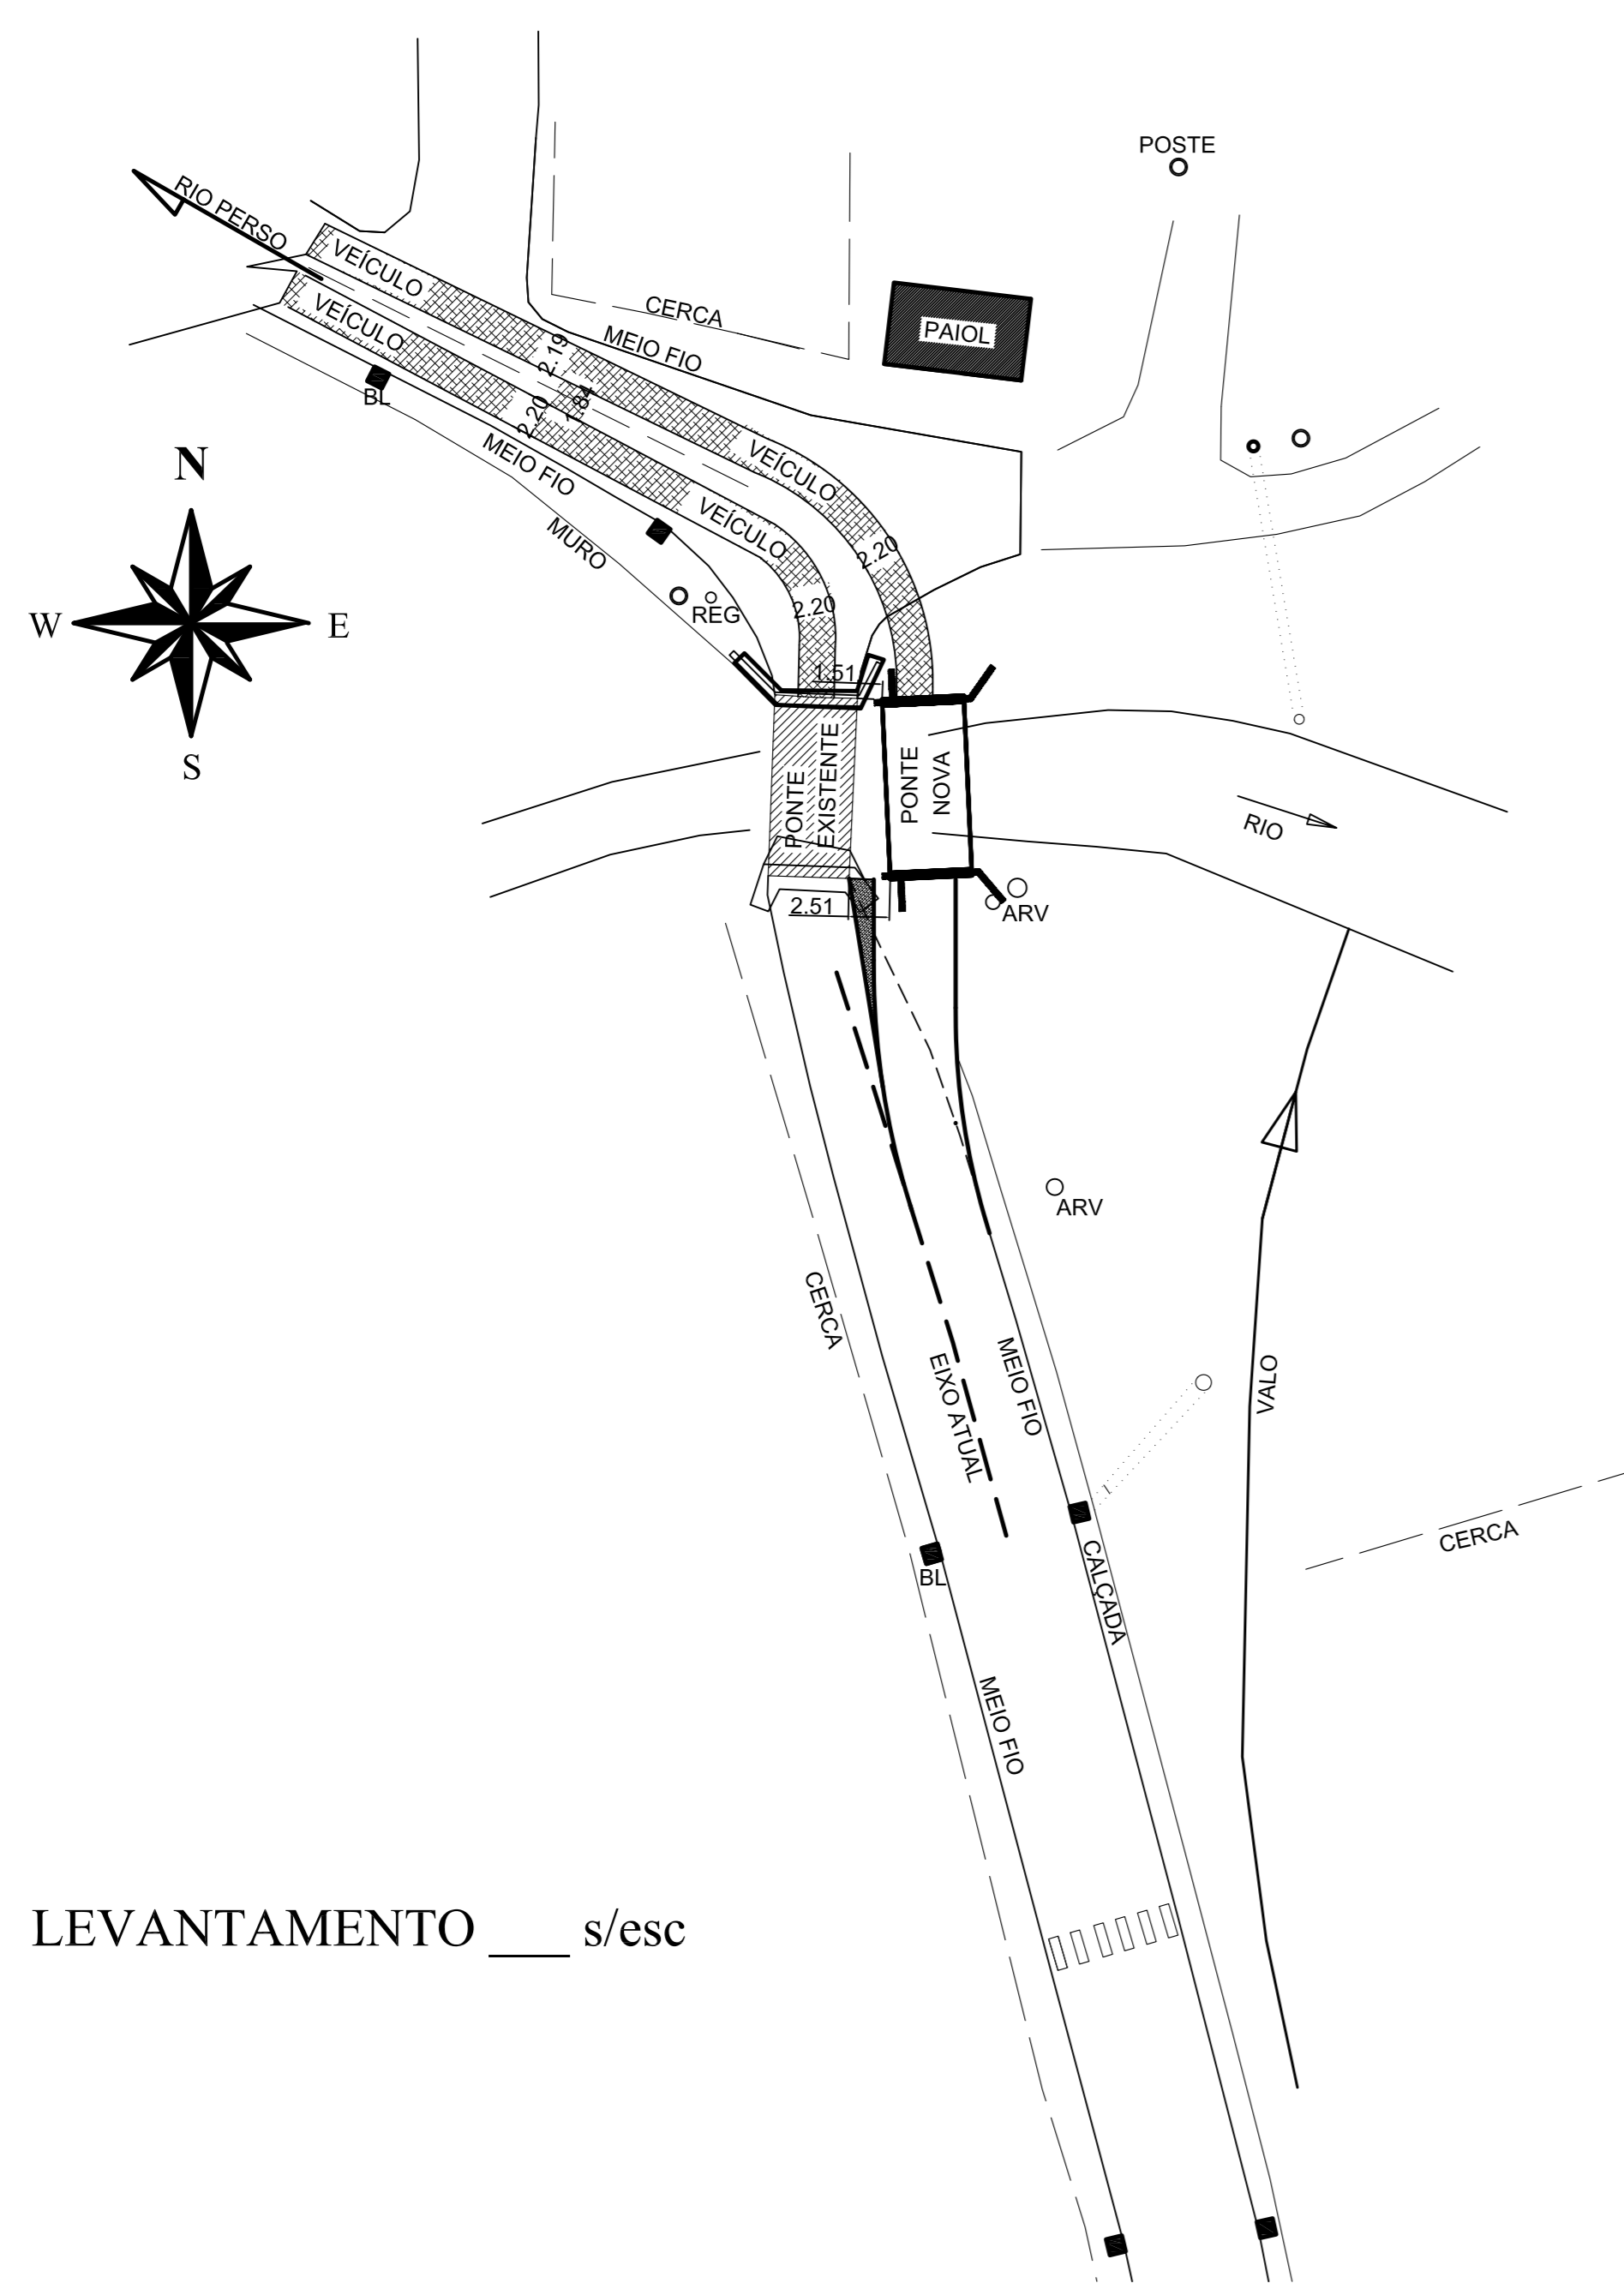 POSTE
RIO PERSO
VEÍCULO
VEÍCULO
CERCA
MEIO FIO
PAIOL
2.19
1.84
2.20
BL
MEIO FIO
VEÍCULO
VEÍCULO
MURO
2.20
2.20
REG
N
W
E
S
1.51
PONTE
EXISTENTE
PONTE
NOVA
RIO
2.51
ARV
ARV
CERCA
EIXO ATUAL
MEIO FIO
VALO
CERCA
CALÇADA
BL
MEIO FIO
LEVANTAMENTO ___ s/esc